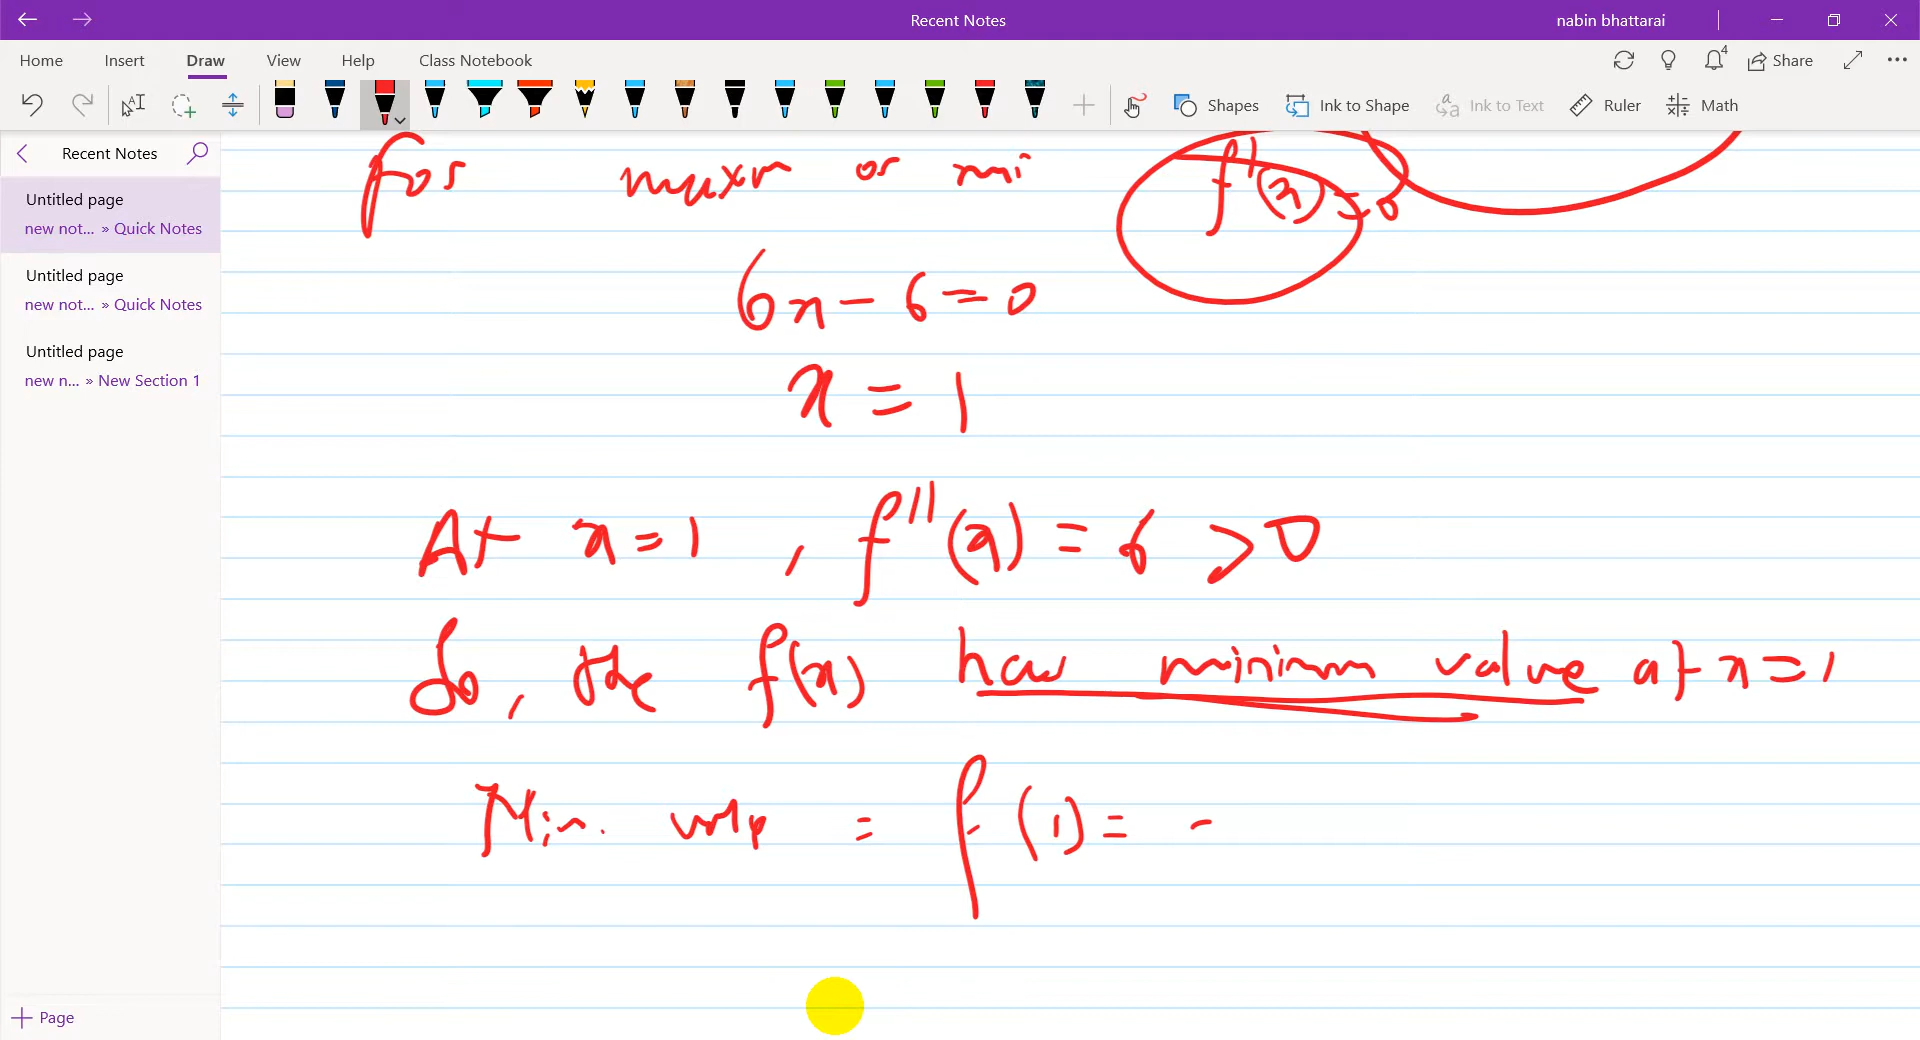 Recent Notes
nabin bhattarai
Home Insert Draw View Help Class Notebook
4
Share
Shapes
Ink to Shape
Ink to Text
Ruler
Math
Recent Notes
Untitled page
new not... » Quick Notes
Untitled page
new not... » Quick Notes
Untitled page
new n... » New Section 1
Page
For maxm or mi f'(x) = 0
6x - 6 = 0
x = 1
At x = 1 , f''(x) = 6 > 0
So, the f(x) has minimm value at x = 1
Min. = f(1) = -